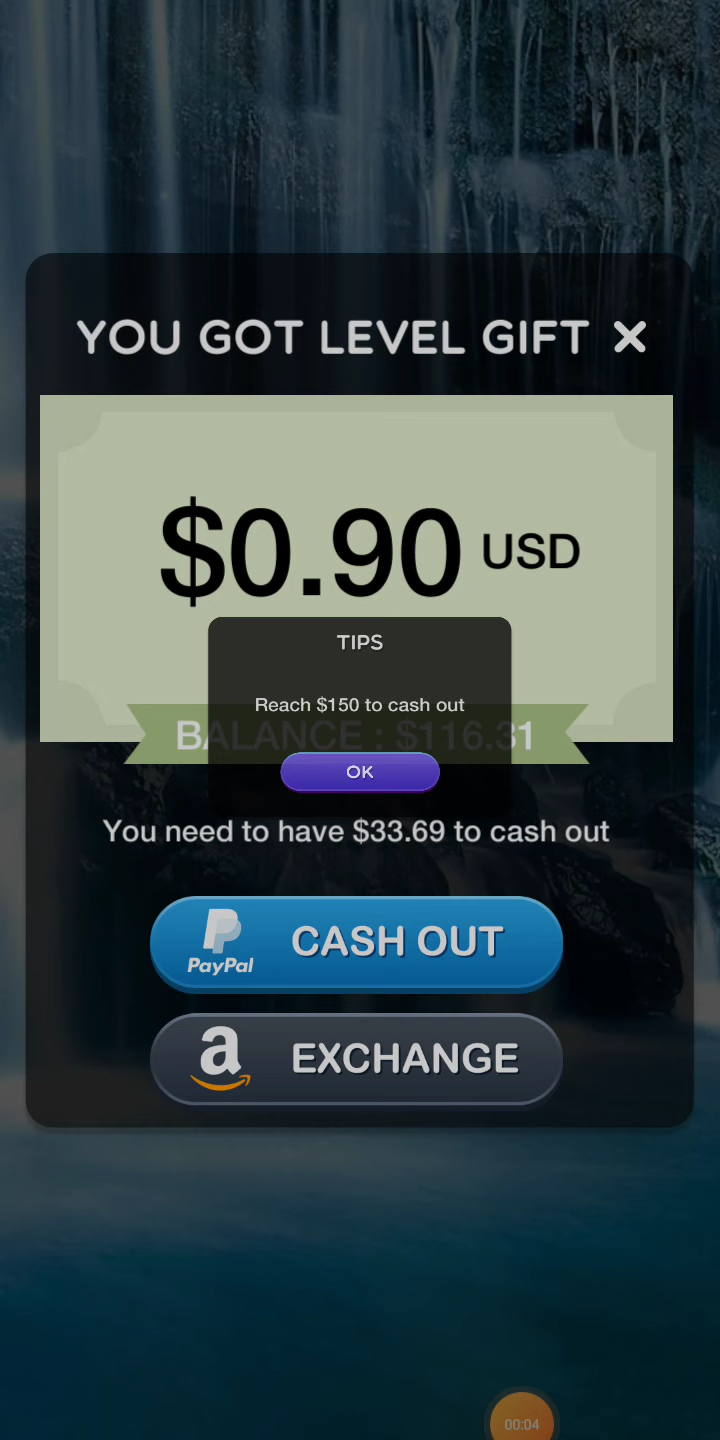 YOU GOT LEVEL GIFT
$0.90 USD
TIPS
Reach $150 to cash out
BALANCE : $116.31
OK
You need to have $33.69 to cash out
PayPal CASH OUT
a EXCHANGE
00:04